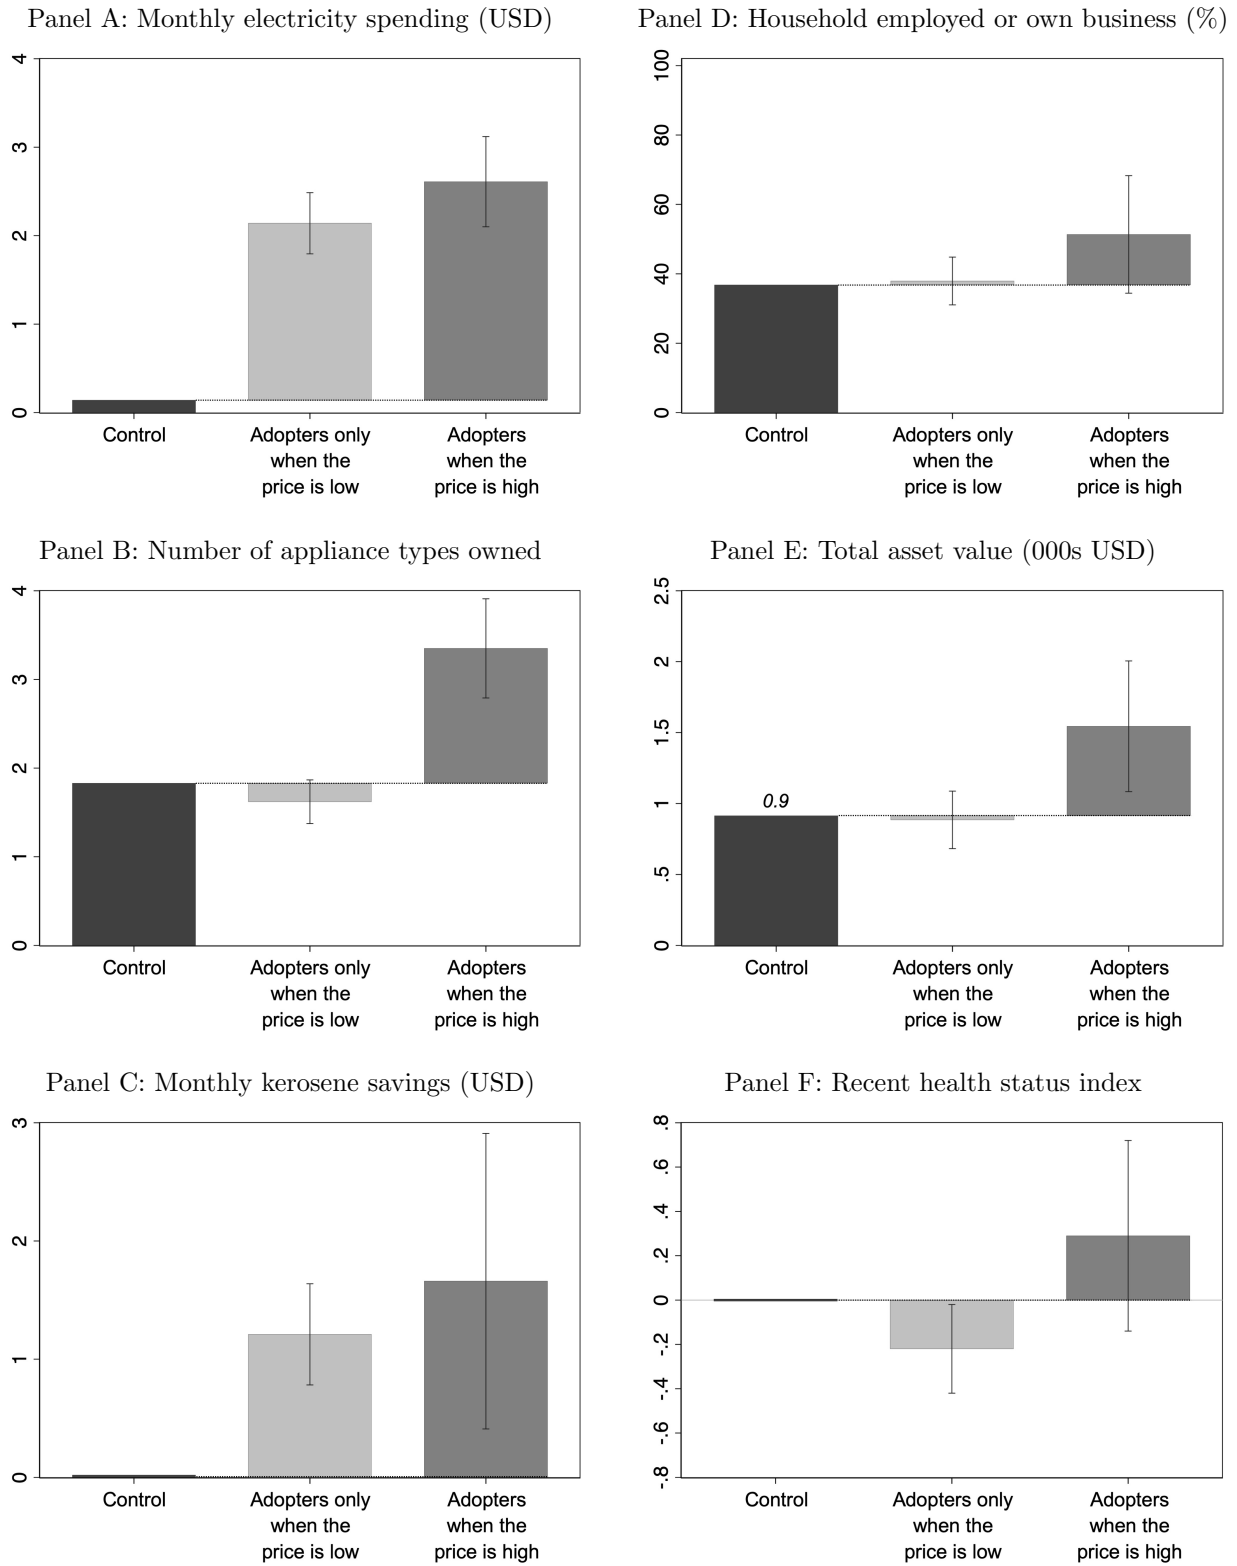 Panel A: Monthly electricity spending (USD)
4
3
2
1
0
Control
Adopters only
when the
price is low
Adopters
when the
price is high
Panel D: Household employed or own business (%)
100
80
60
40
20
0
Control
Adopters only
when the
price is low
Adopters
when the
price is high
Panel B: Number of appliance types owned
4
3
2
1
0
Control
Adopters only
when the
price is low
Adopters
when the
price is high
Panel E: Total asset value (000s USD)
2.5
2
1.5
1
.5
0
0.9
Control
Adopters only
when the
price is low
Adopters
when the
price is high
Panel C: Monthly kerosene savings (USD)
3
2
1
0
Control
Adopters only
when the
price is low
Adopters
when the
price is high
Panel F: Recent health status index
.8
.6
.4
.2
0
-.2
-.4
-.6
-.8
Control
Adopters only
when the
price is low
Adopters
when the
price is high